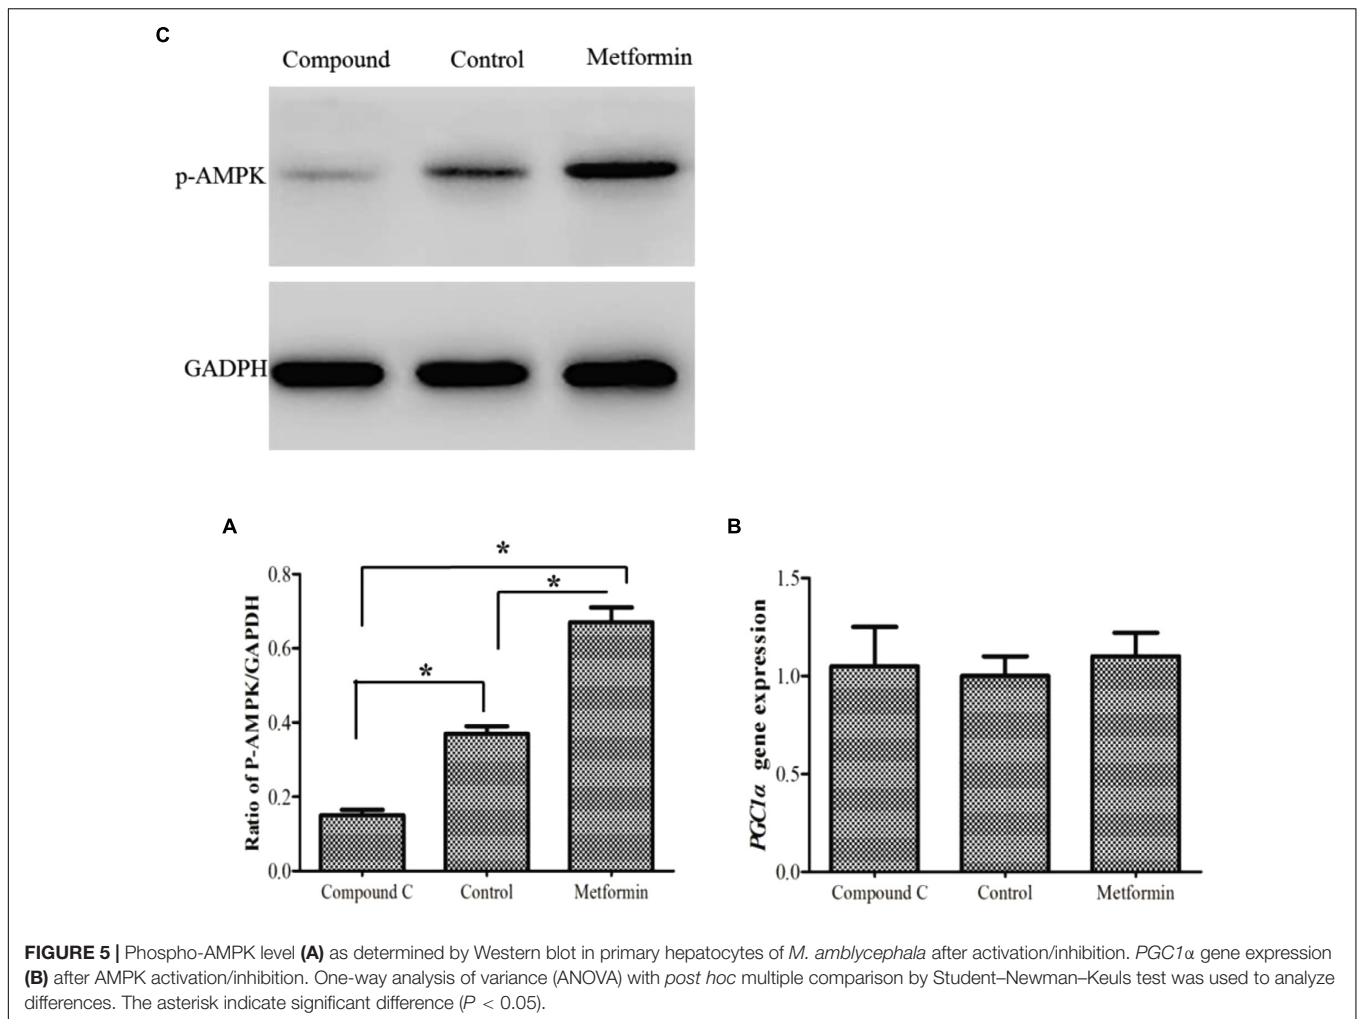 C
Compound Control Metformin
p-AMPK
GADPH
A
B
Ratio of P-AMPK/GAPDH
0.8
0.6
0.4
0.2
0.0
*
*
*
Compound C Control Metformin
PGC1α gene expression
1.5
1.0
0.5
0.0
Compound C Control Metformin
FIGURE 5 | Phospho-AMPK level (A) as determined by Western blot in primary hepatocytes of M. amblycephala after activation/inhibition. PGC1α gene expression
(B) after AMPK activation/inhibition. One-way analysis of variance (ANOVA) with post hoc multiple comparison by Student–Newman–Keuls test was used to analyze
differences. The asterisk indicate significant difference (P < 0.05).